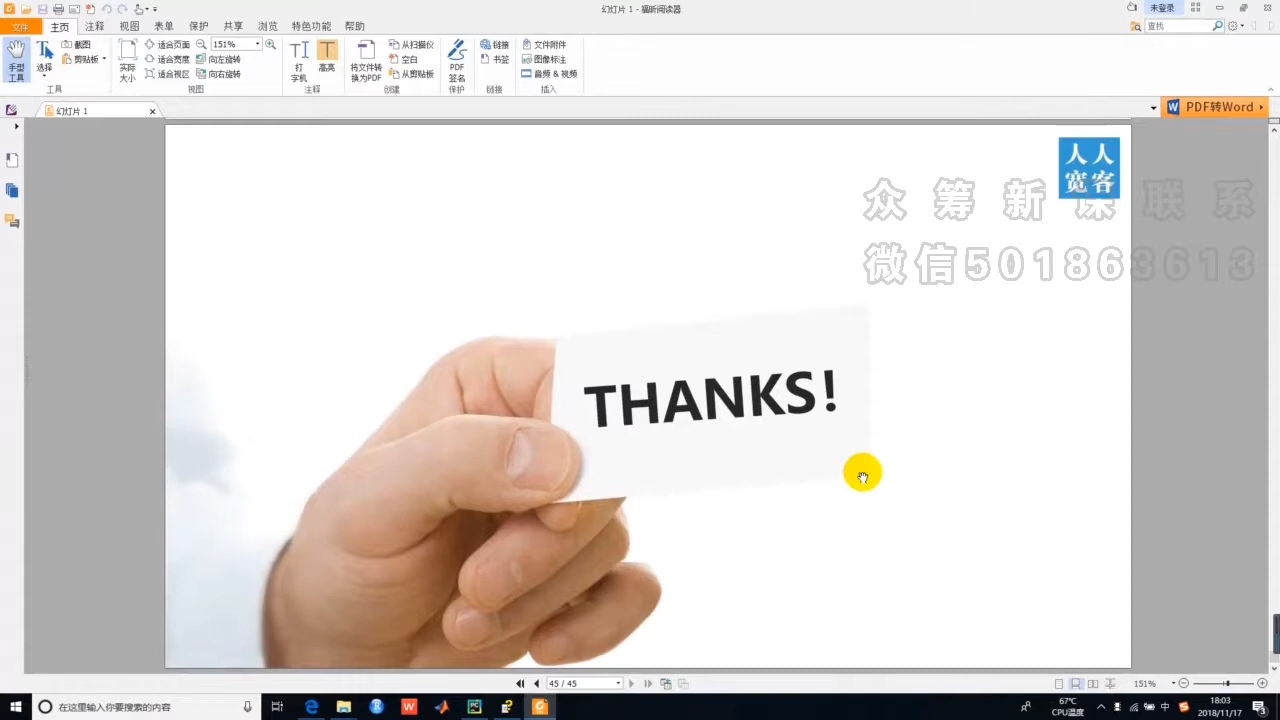 幻灯片 1 - 福昕阅读器
未登录
文件 主页 注释 视图 表单 保护 共享 浏览 特色功能 帮助
查找
手型工具
选择
截图
剪贴板
工具
实际大小
适合页面
适合宽度
适合视区
151%
向左旋转
向右旋转
视图
打字机
高亮
注释
将文件转换为PDF
从扫描仪
空白
从剪贴板
创建
PDF签名
保护
链接
书签
链接
文件附件
图像标注
音频 & 视频
插入
幻灯片 1
PDF转Word
人人
宽客
众筹新课联系
微信501863613
THANKS!
45 / 45
151%
在这里输入你要搜索的内容
67℃
CPU温度
中
18:03
2018/11/17
3